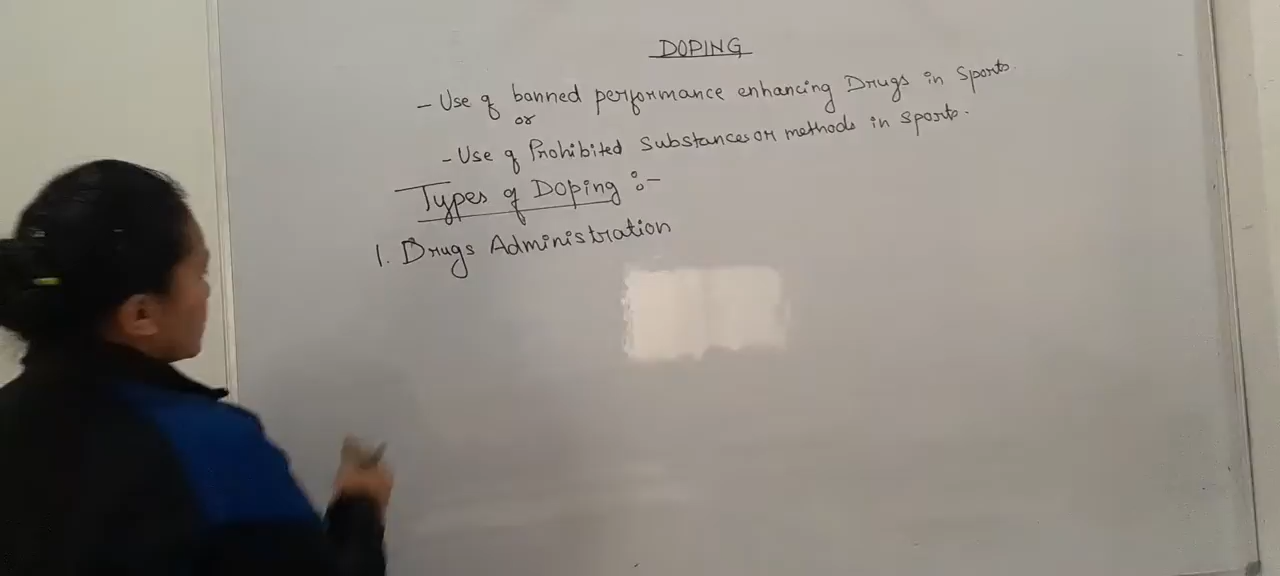 DOPING
- Use of banned performance enhancing Drugs in Sports.
or
- Use of Prohibited Substances or methods in Sports.
Types of Doping :-
1. Drugs Administration